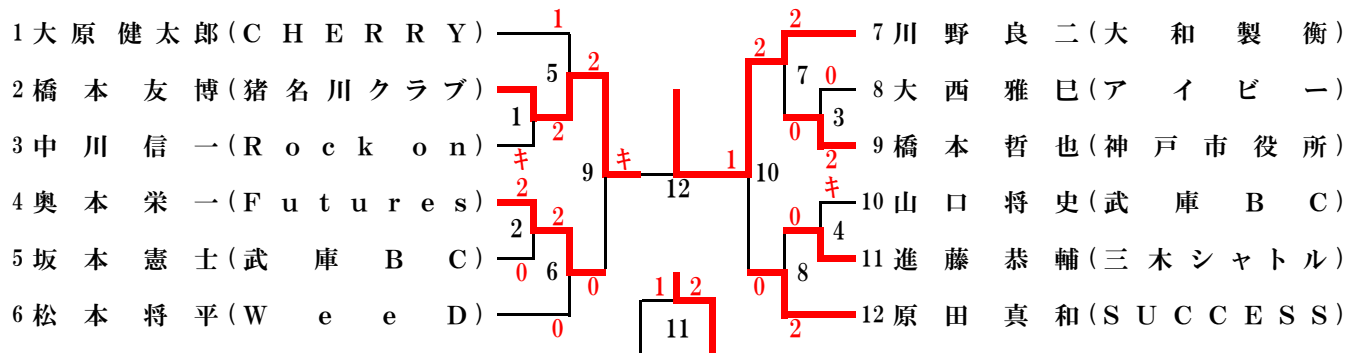 1 大原健太郎(CHERRY) 1 2 7 川野良二(大和製衡)
5 2 2 7 0
2 橋本友博(猪名川クラブ) 8 大西雅巳(アイビー)
1 2 0 3
3 中川信一(Rock on) 9 橋本哲也(神戸市役所)
キ 9 キ 12 1 10 2
4 奥本栄一(Futures) 2 キ 10 山口将史(武庫BC)
2 2 0 4
5 坂本憲士(武庫BC) 11 進藤恭輔(三木シャトル)
0 6 0 1 2 0 8
6 松本将平(WeeD) 0 11 2 12 原田真和(SUCCESS)